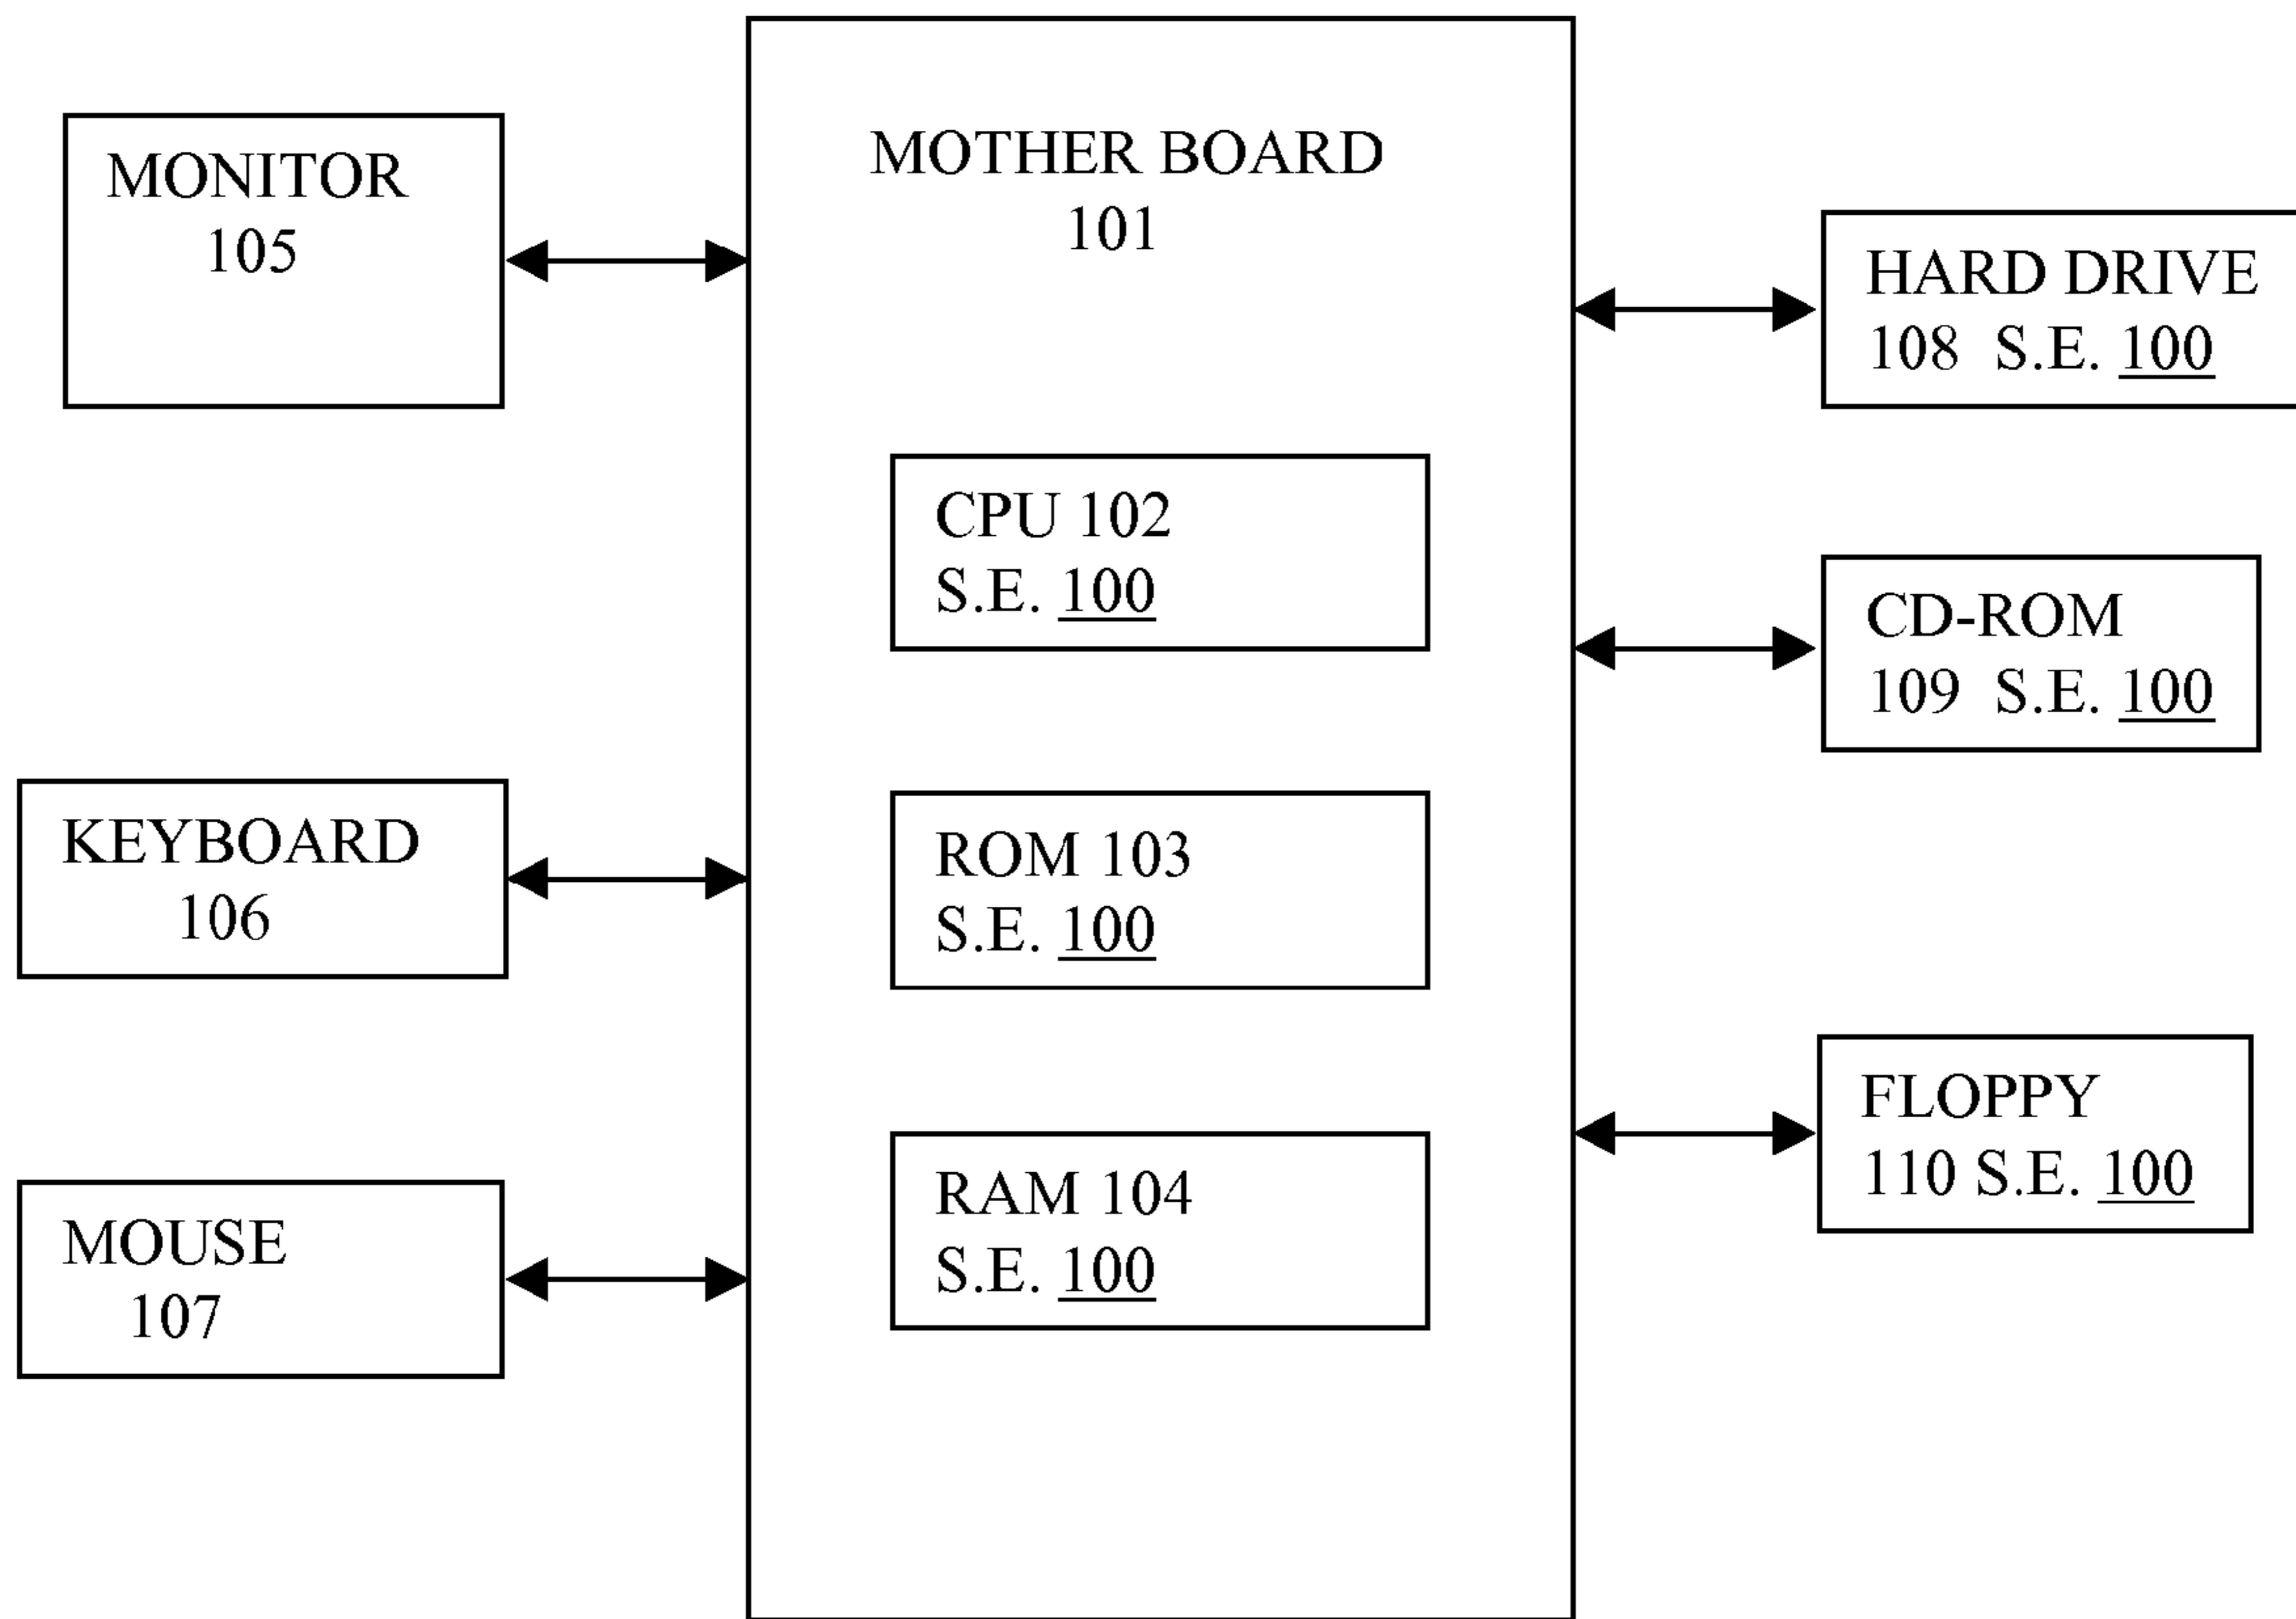 MONITOR
105
MOTHER BOARD
101
HARD DRIVE
108 S.E. 100
CPU 102
S.E. 100
CD-ROM
109 S.E. 100
KEYBOARD
106
ROM 103
S.E. 100
FLOPPY
110 S.E. 100
MOUSE
107
RAM 104
S.E. 100